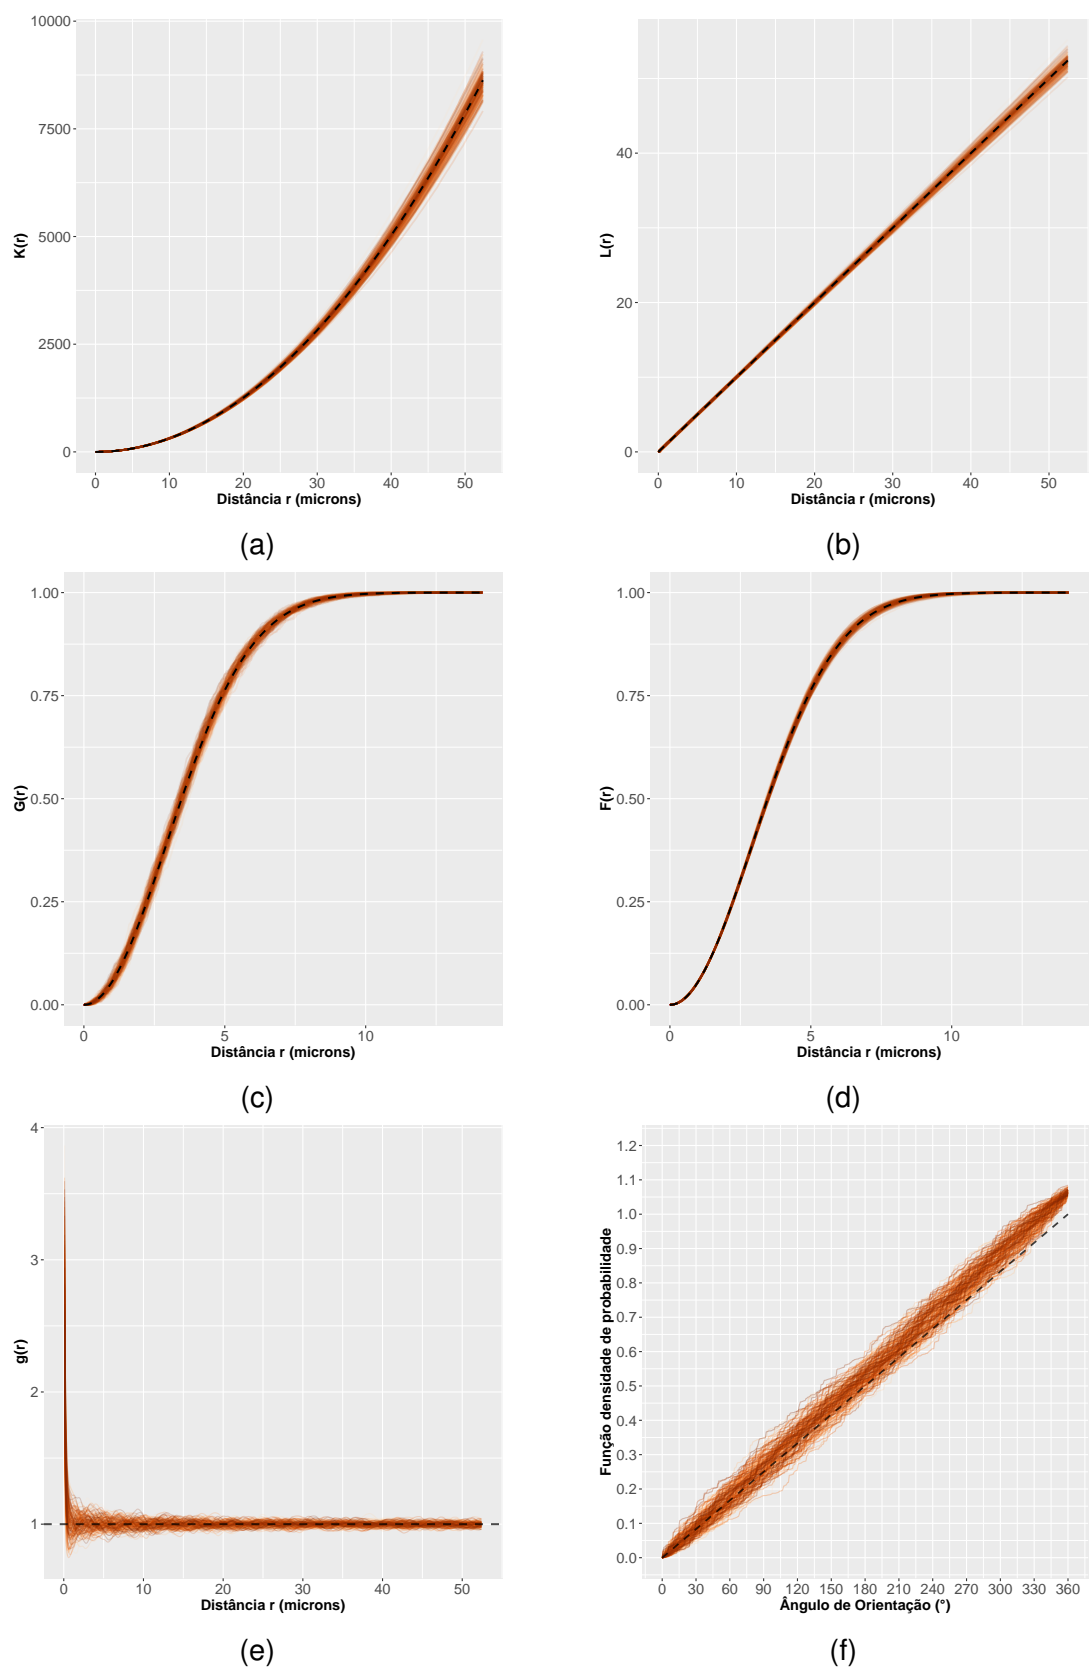 10000
7500
5000
2500
0
K(r)
0 10 20 30 40 50
Distância r (microns)
(a)
40
20
0
L(r)
0 10 20 30 40 50
Distância r (microns)
(b)
1.00
0.75
0.50
0.25
0.00
G(r)
0 5 10
Distância r (microns)
(c)
1.00
0.75
0.50
0.25
0.00
F(r)
0 5 10
Distância r (microns)
(d)
4
3
2
1
g(r)
0 10 20 30 40 50
Distância r (microns)
(e)
1.2
1.1
1.0
0.9
0.8
0.7
0.6
0.5
0.4
0.3
0.2
0.1
0.0
Função densidade de probabilidade
0 30 60 90 120 150 180 210 240 270 300 330 360
Ângulo de Orientação (°)
(f)